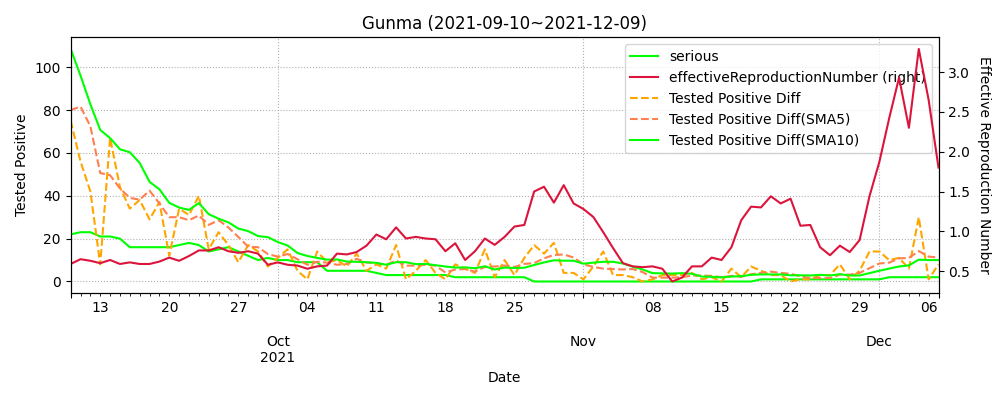 Gunma (2021-09-10~2021-12-09)
serious
effectiveReproductionNumber (right)
Tested Positive Diff
Tested Positive Diff(SMA5)
Tested Positive Diff(SMA10)
Tested Positive
100
80
60
40
20
0
Effective Reproduction Number
3.0
2.5
2.0
1.5
1.0
0.5
13 20 27 04 11 18 25 08 15 22 29 06
Oct Nov Dec
2021
Date